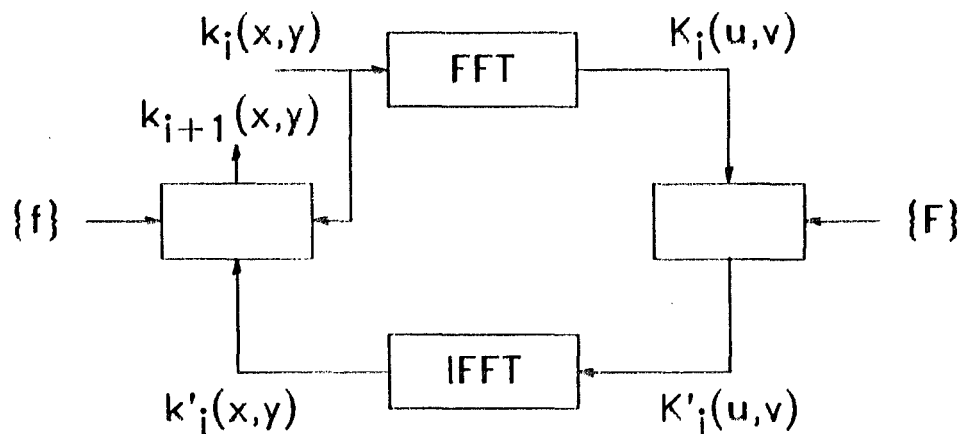 k_i(x,y)
FFT
K_i(u,v)
k_{i+1}(x,y)
{f}
{F}
IFFT
k'_i(x,y)
K'_i(u,v)